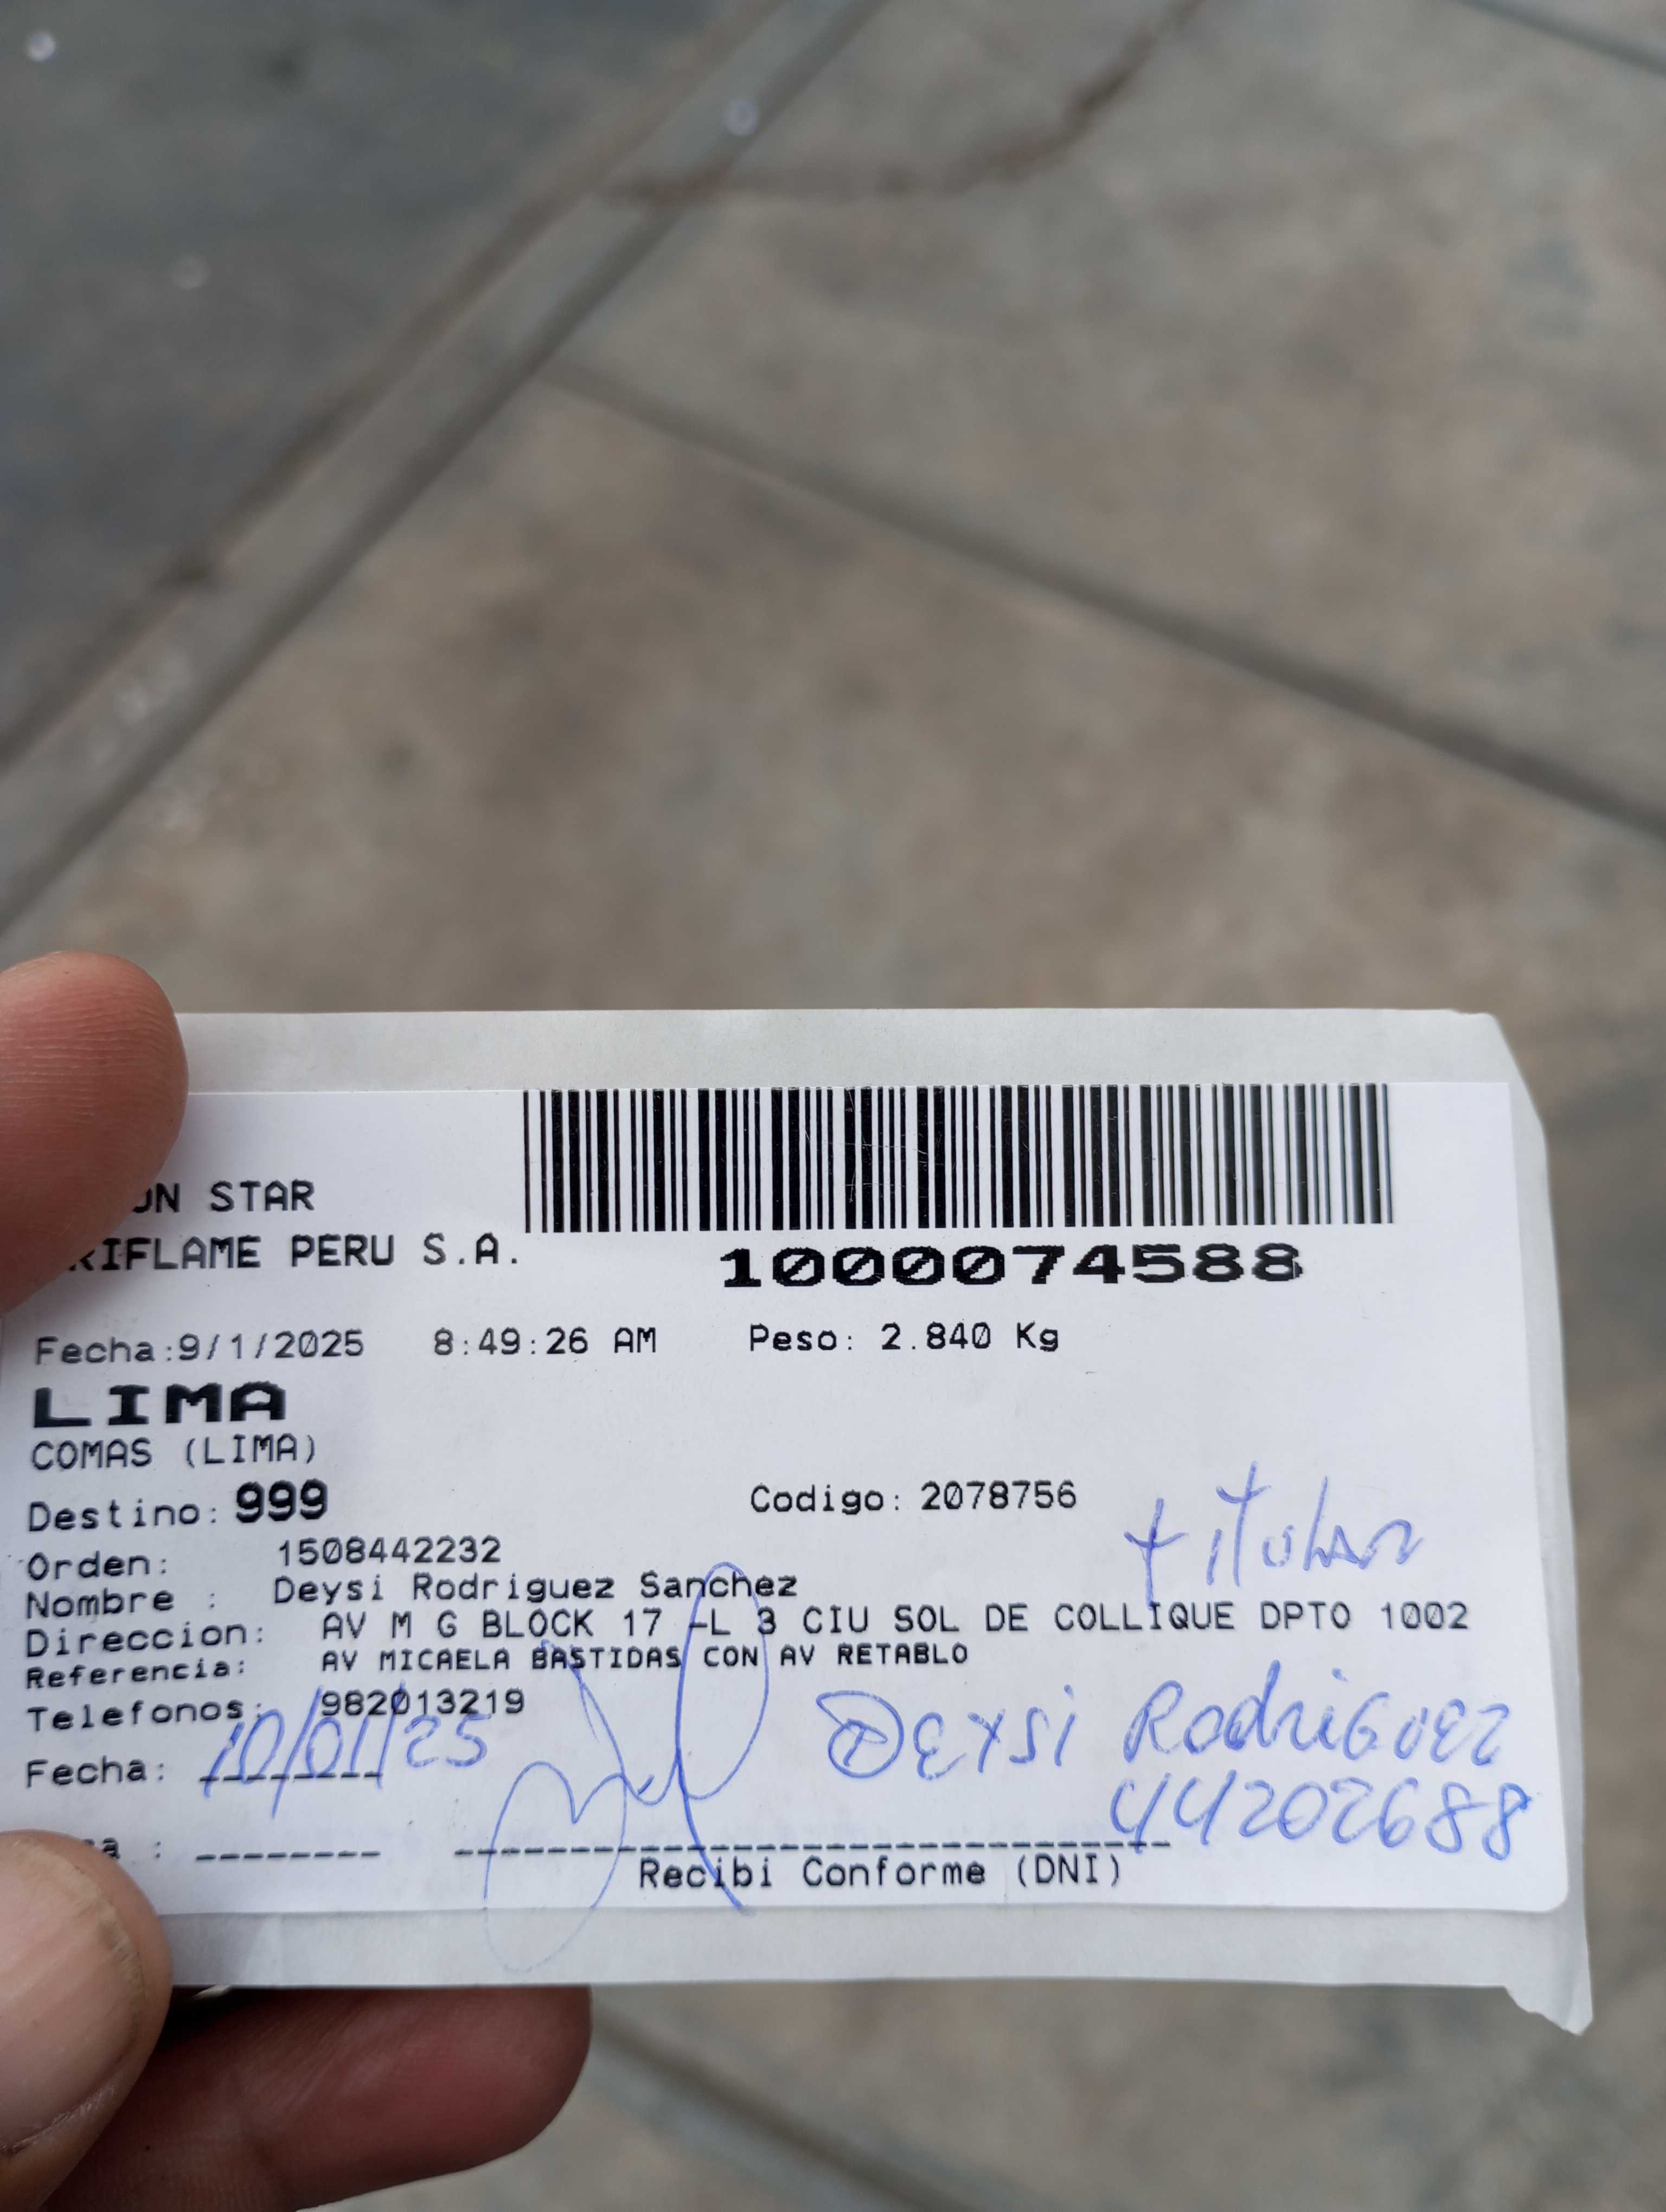 STAR
RIFLAME PERU S.A.
1000074588
Fecha:9/1/2025 8:49:26 AM Peso: 2.840 Kg
LIMA
COMAS (LIMA)
Destino: 999 Codigo: 2078756
titular
Orden: 1508442232
Nombre : Deysi Rodriguez Sanchez
Direccion: AV M G BLOCK 17 -L 3 CIU SOL DE COLLIQUE DPTO 1002
Referencia: AV MICAELA BASTIDAS CON AV RETABLO
Telefonos: 982013219
Deysi Rodriguez
Fecha: 10/01/25
44202688
Recibi Conforme (DNI)